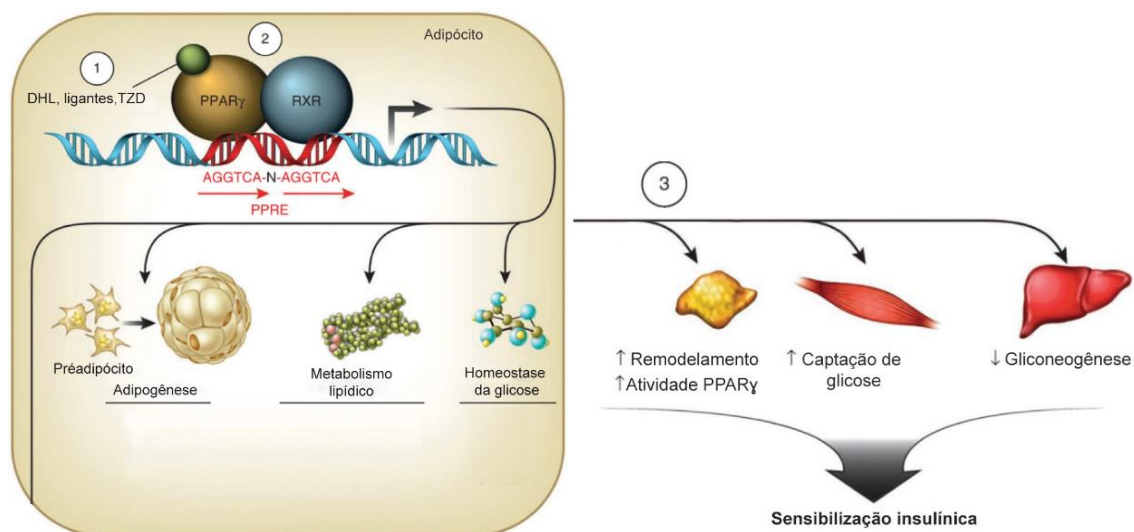 Adipócito
1
2
DHL, ligantes,TZD
PPARγ
RXR
AGGTCA-N-AGGTCA
PPRE
Préadipócito
Adipogênese
Metabolismo
lipídico
Homeostase
da glicose
3
↑ Remodelamento
↑Atividade PPARɣ
↑ Captação de
glicose
↓ Gliconeogênese
Sensibilização insulínica